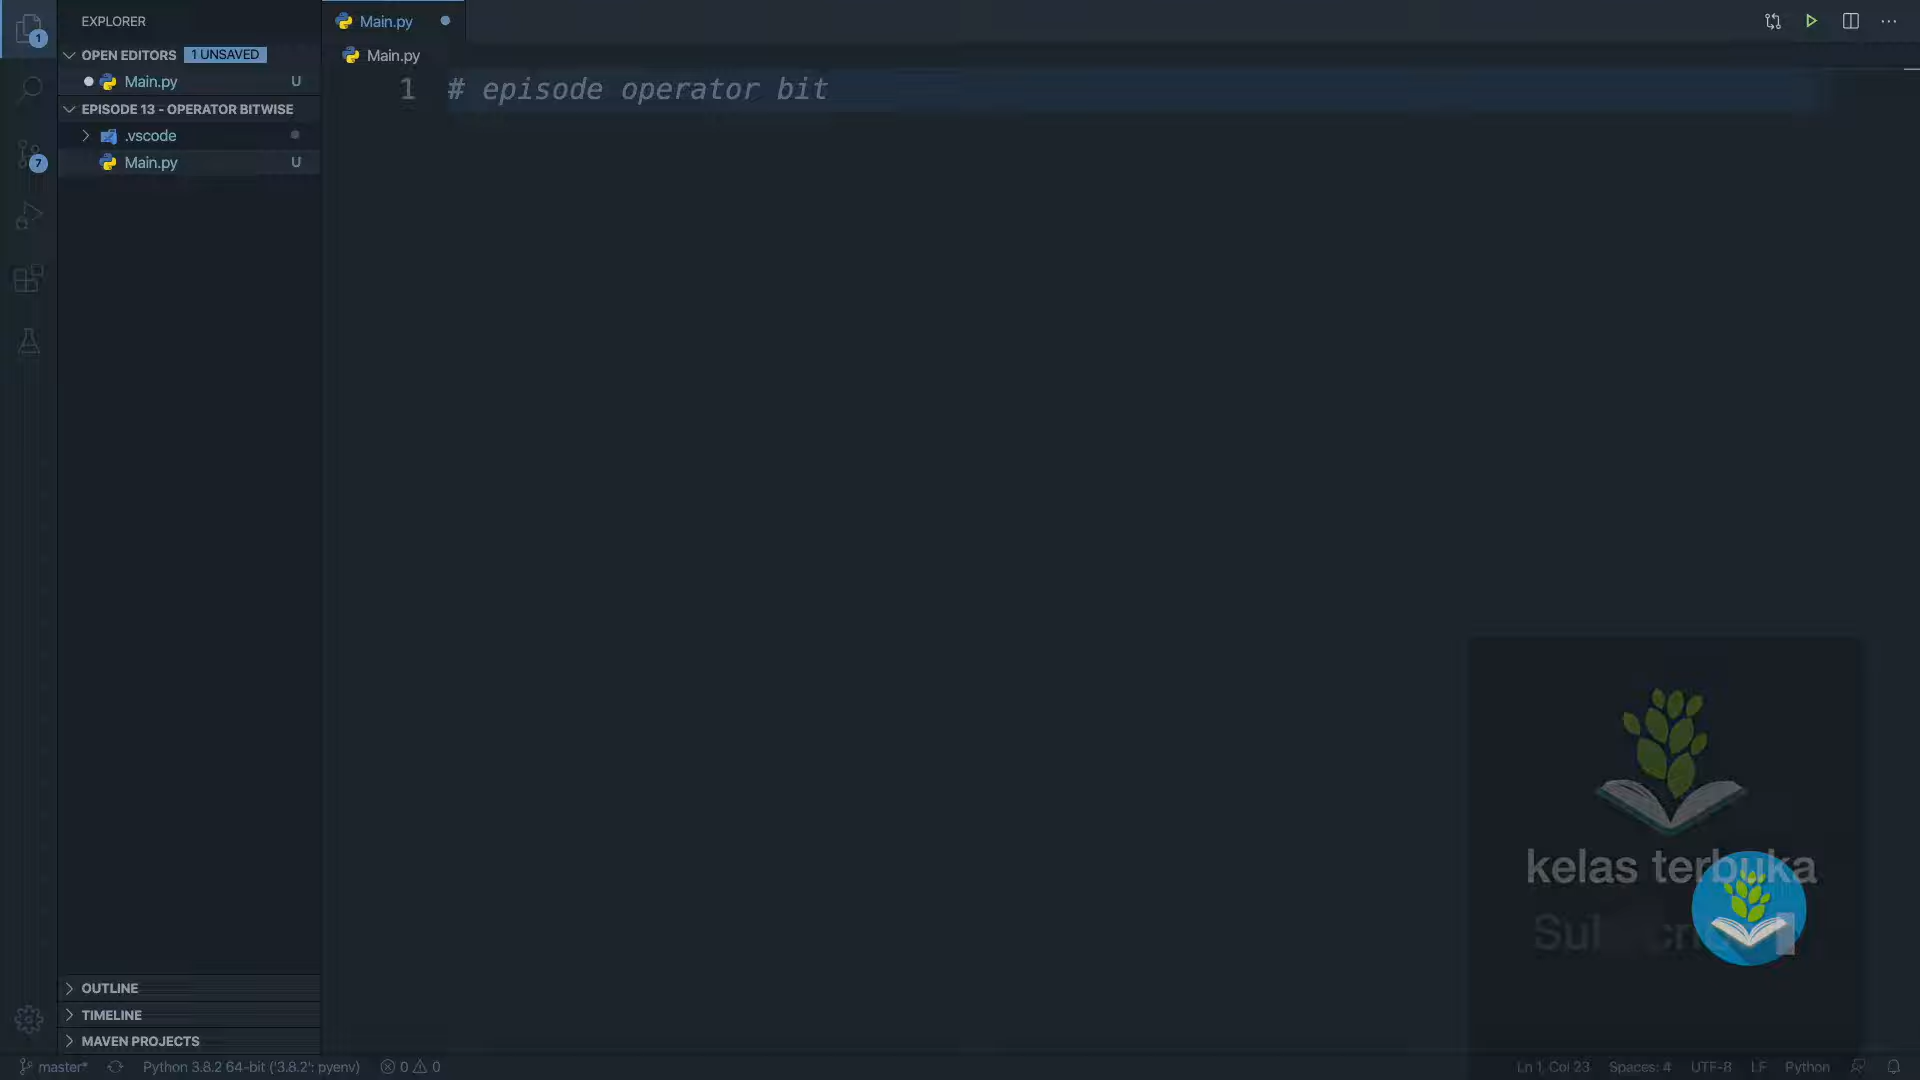 EXPLORER
OPEN EDITORS 1 UNSAVED
Main.py U
EPISODE 13 - OPERATOR BITWISE
.vscode
Main.py U
OUTLINE
TIMELINE
MAVEN PROJECTS
1
7
Main.py
Main.py
1 # episode operator bit
kelas terbuka
master* Python 3.8.2 64-bit ('3.8.2': pyenv) 0 0 Ln 1, Col 23 Spaces: 4 UTF-8 LF Python